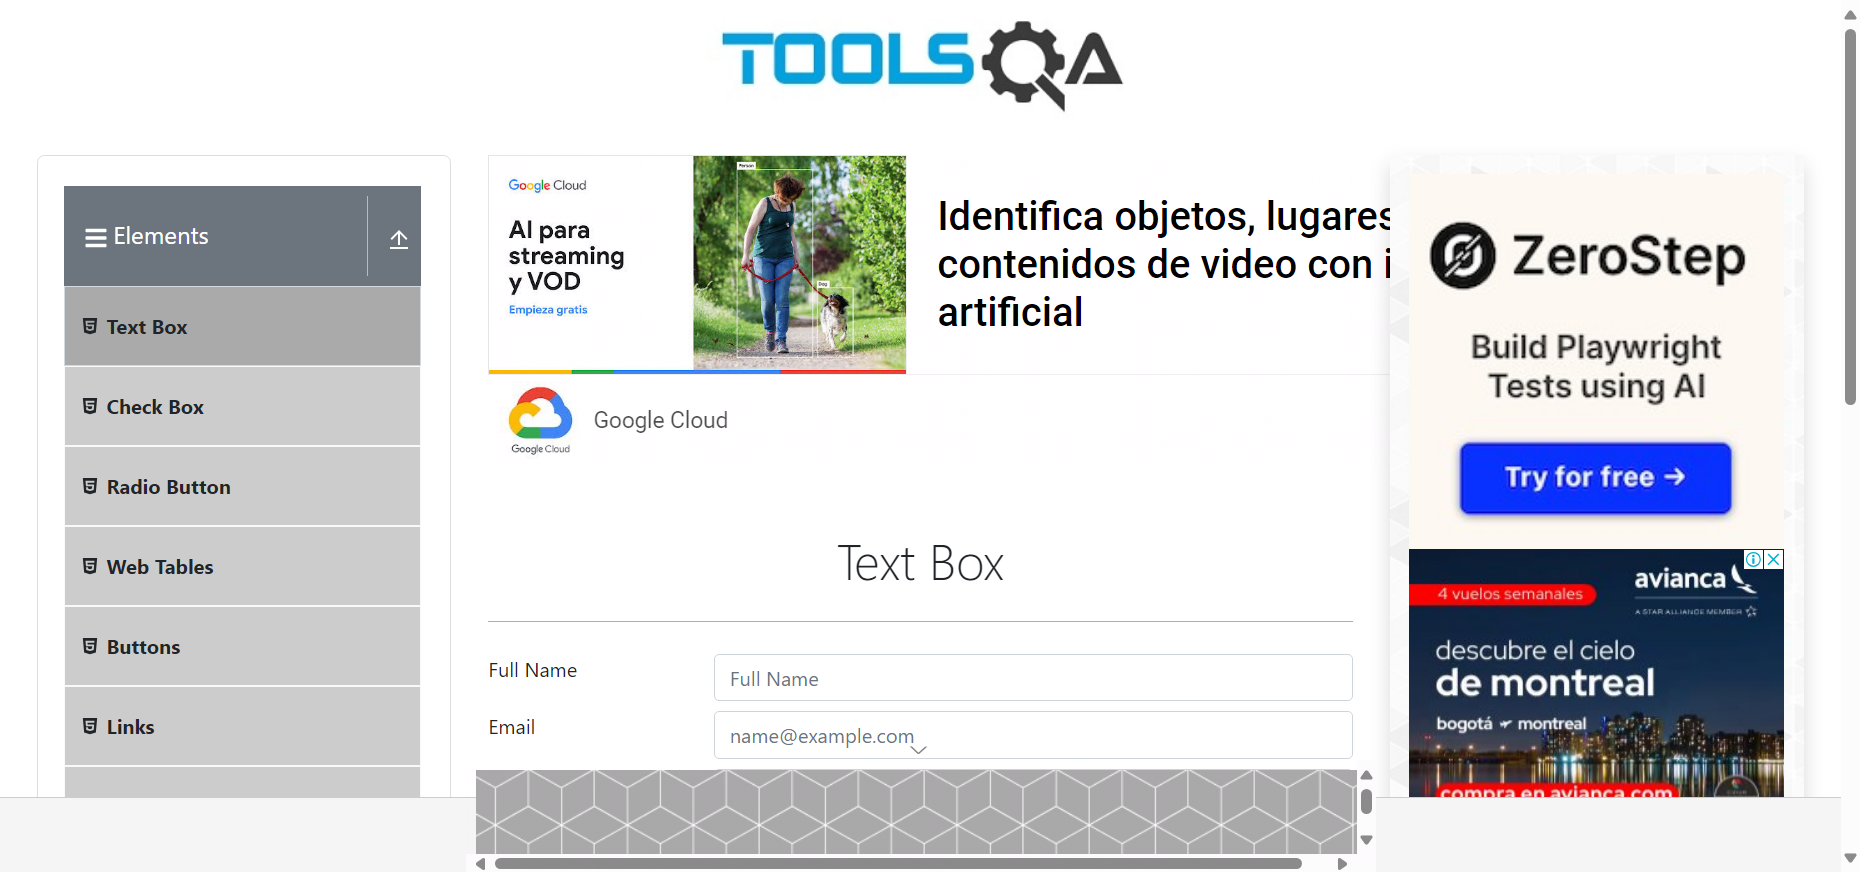 TOOLSQA
Elements
Text Box
Check Box
Radio Button
Web Tables
Buttons
Links
Google Cloud
AI para
streaming
y VOD
Empieza gratis
Person
Dog
Identifica objetos, lugares
contenidos de video con i
artificial
Google Cloud
Google Cloud
Text Box
Full Name
Full Name
Email
name@example.com
ZeroStep
Build Playwright
Tests using AI
Try for free →
4 vuelos semanales
avianca
A STAR ALLIANCE MEMBER
descubre el cielo
de montreal
bogotá montreal
compra en avianca.com